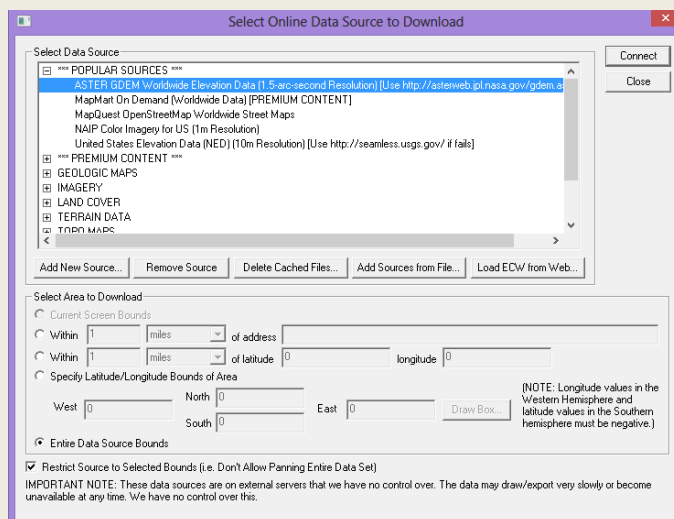 Select Online Data Source to Download
Select Data Source
*** POPULAR SOURCES ***
ASTER GDEM Worldwide Elevation Data (1.5-arc-second Resolution) [Use http://asterweb.jpl.nasa.gov/gdem.as
MapMart On Demand (Worldwide Data) [PREMIUM CONTENT]
MapQuest OpenStreetMap Worldwide Street Maps
NAIP Color Imagery for US (1m Resolution)
United States Elevation Data (NED) (10m Resolution) [Use http://seamless.usgs.gov/ if fails]
*** PREMIUM CONTENT ***
GEOLOGIC MAPS
IMAGERY
LAND COVER
TERRAIN DATA
TOPO MAPS
Connect
Close
Add New Source... Remove Source Delete Cached Files... Add Sources from File... Load ECW from Web...
Select Area to Download
Current Screen Bounds
Within 1 miles of address
Within 1 miles of latitude 0 longitude 0
Specify Latitude/Longitude Bounds of Area
North 0
West 0 East 0 Draw Box...
South 0
(NOTE: Longitude values in the
Western Hemisphere and
latitude values in the Southern
hemisphere must be negative.)
Entire Data Source Bounds
Restrict Source to Selected Bounds (i.e. Don't Allow Panning Entire Data Set)
IMPORTANT NOTE: These data sources are on external servers that we have no control over. The data may draw/export very slowly or become
unavailable at any time. We have no control over this.